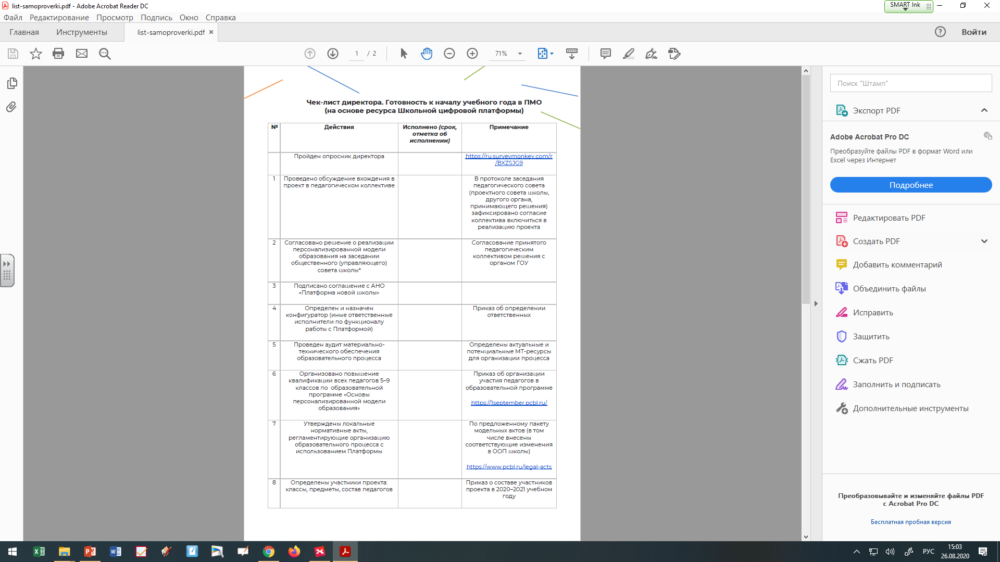 list-samoproverki.pdf - Adobe Acrobat Reader DC
SMART Ink
Файл Редактирование Просмотр Подпись Окно Справка
Главная Инструменты list-samoproverki.pdf ×
Войти
1 / 2
71%
Чек-лист директора. Готовность к началу учебного года в ПМО
(на основе ресурса Школьной цифровой платформы)
№ Действия Исполнено (срок, Примечание
отметка об
исполнении)
Пройден опросник директора
https://ru.surveymonkey.com/r
/BXZSJG9
1
Проведено обсуждение вхождения в
проект в педагогическом коллективе
В протоколе заседания
педагогического совета
(проектного совета школы,
другого органа,
принимающего решения)
зафиксировано согласие
коллектива включиться в
реализацию проекта
2
Согласовано решение о реализации
персонализированной модели
образования на заседании
общественного (управляющего)
совета школы*
Согласование принятого
педагогическим
коллективом решения с
органом ГОУ
3
Подписано соглашение с АНО
«Платформа новой школы»
4
Определен и назначен
конфигуратор (иные ответственные
исполнители по функционалу
работы с Платформой)
Приказ об определении
ответственных
5
Проведен аудит материально-
технического обеспечения
образовательного процесса
Определены актуальные и
потенциальные МТ-ресурсы
для организации процесса
6
Организовано повышение
квалификации всех педагогов 5–9
классов по образовательной
программе «Основы
персонализированной модели
образования»
Приказ об организации
участия педагогов в
образовательной программе
https://1september.pcbl.ru/
7
Утверждены локальные
нормативные акты,
регламентирующие организацию
образовательного процесса с
использованием Платформы
По предложенному пакету
модельных актов (в том
числе внесены
соответствующие изменения
в ООП школы)
https://www.pcbl.ru/legal-acts
8
Определены участники проекта:
классы, предметы, состав педагогов
Приказ о составе участников
проекта в 2020–2021 учебном
году
Поиск "Штамп"
Экспорт PDF
Adobe Acrobat Pro DC
Преобразуйте файлы PDF в формат Word или
Excel через Интернет
Подробнее
Редактировать PDF
Создать PDF
Добавить комментарий
Объединить файлы
Исправить
Защитить
Сжать PDF
Заполнить и подписать
Дополнительные инструменты
Преобразовывайте и изменяйте файлы PDF
с Acrobat Pro DC
Бесплатная пробная версия
РУС
15:03
26.08.2020